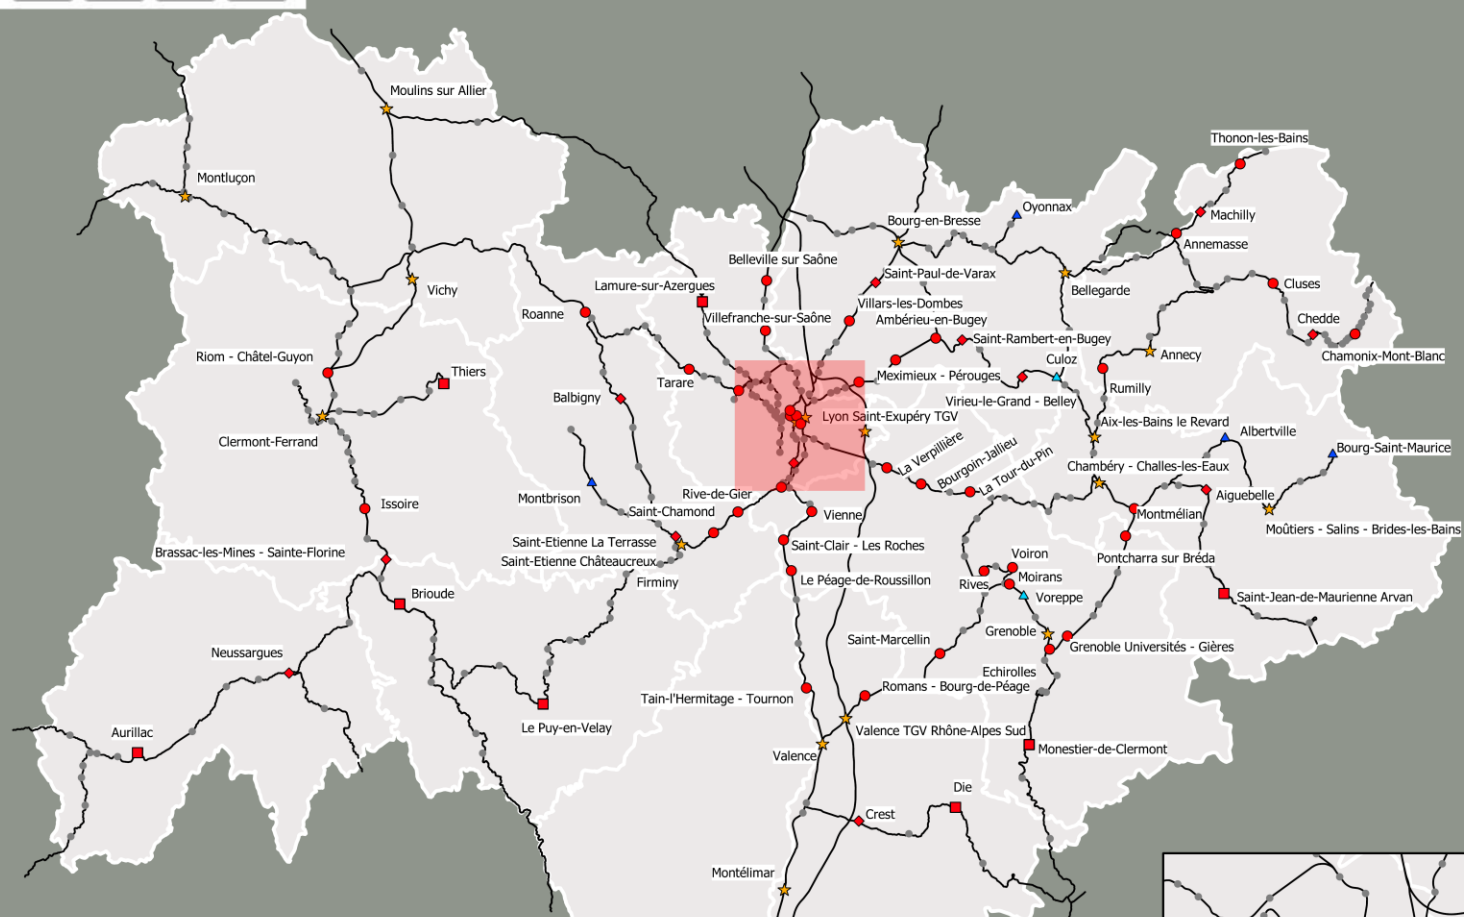 Moulins sur Allier
Thonon-les-Bains
Montluçon
Oyonnax
Machilly
Bourg-en-Bresse
Annemasse
Belleville sur Saône
Saint-Paul-de-Varax
Lamure-sur-Azergues
Vichy
Bellegarde
Cluses
Villars-les-Dombes
Roanne
Villefranche-sur-Saône
Ambérieu-en-Bugey
Chedde
Saint-Rambert-en-Bugey
Riom - Châtel-Guyon
Culoz
Annecy
Chamonix-Mont-Blanc
Thiers
Tarare
Meximieux - Pérouges
Rumilly
Balbigny
Virieu-le-Grand - Belley
Lyon Saint-Exupéry TGV
Aix-les-Bains le Revard
Albertville
Clermont-Ferrand
La Verpillière
Bourgoin-Jallieu
La Tour-du-Pin
Bourg-Saint-Maurice
Chambéry - Challes-les-Eaux
Montbrison
Rive-de-Gier
Aiguebelle
Issoire
Saint-Chamond
Vienne
Montmélian
Moûtiers - Salins - Brides-les-Bains
Saint-Etienne La Terrasse
Saint-Clair - Les Roches
Brassac-les-Mines - Sainte-Florine
Saint-Etienne Châteaucreux
Voiron
Pontcharra sur Bréda
Firminy
Le Péage-de-Roussillon
Rives
Moirans
Brioude
Voreppe
Saint-Jean-de-Maurienne Arvan
Grenoble
Saint-Marcellin
Grenoble Universités - Gières
Neussargues
Echirolles
Romans - Bourg-de-Péage
Tain-l'Hermitage - Tournon
Le Puy-en-Velay
Valence TGV Rhône-Alpes Sud
Aurillac
Monestier-de-Clermont
Valence
Die
Crest
Montélimar